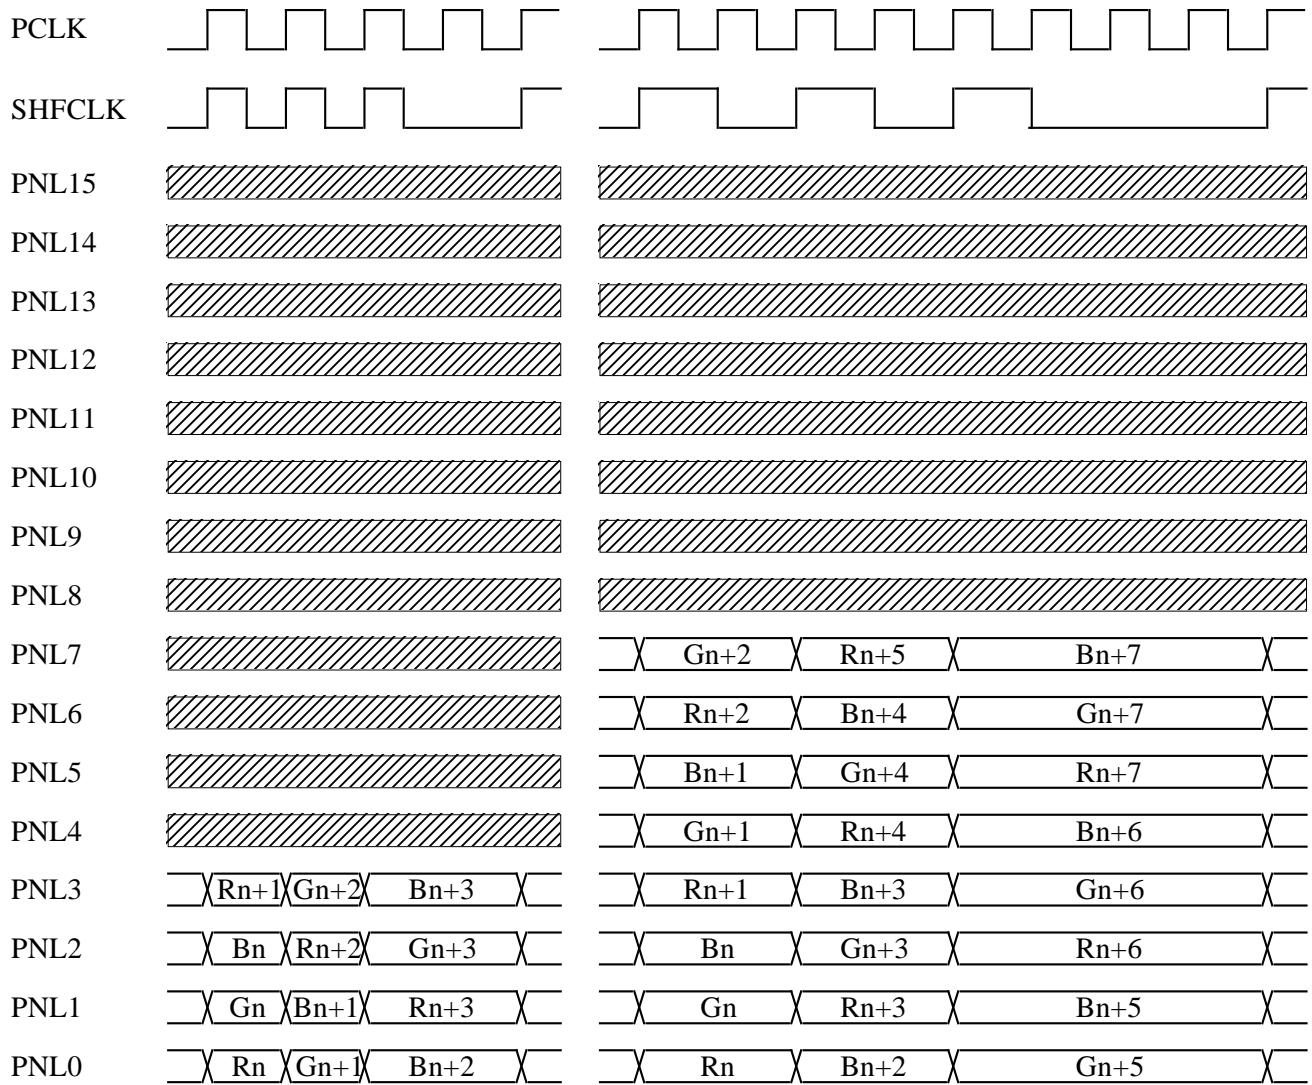 PCLK
SHFCLK
PNL15
PNL14
PNL13
PNL12
PNL11
PNL10
PNL9
PNL8
PNL7 Gn+2 Rn+5 Bn+7
PNL6 Rn+2 Bn+4 Gn+7
PNL5 Bn+1 Gn+4 Rn+7
PNL4 Gn+1 Rn+4 Bn+6
PNL3 Rn+1 Gn+2 Bn+3 Rn+1 Bn+3 Gn+6
PNL2 Bn Rn+2 Gn+3 Bn Gn+3 Rn+6
PNL1 Gn Bn+1 Rn+3 Gn Rn+3 Bn+5
PNL0 Rn Gn+1 Bn+2 Rn Bn+2 Gn+5